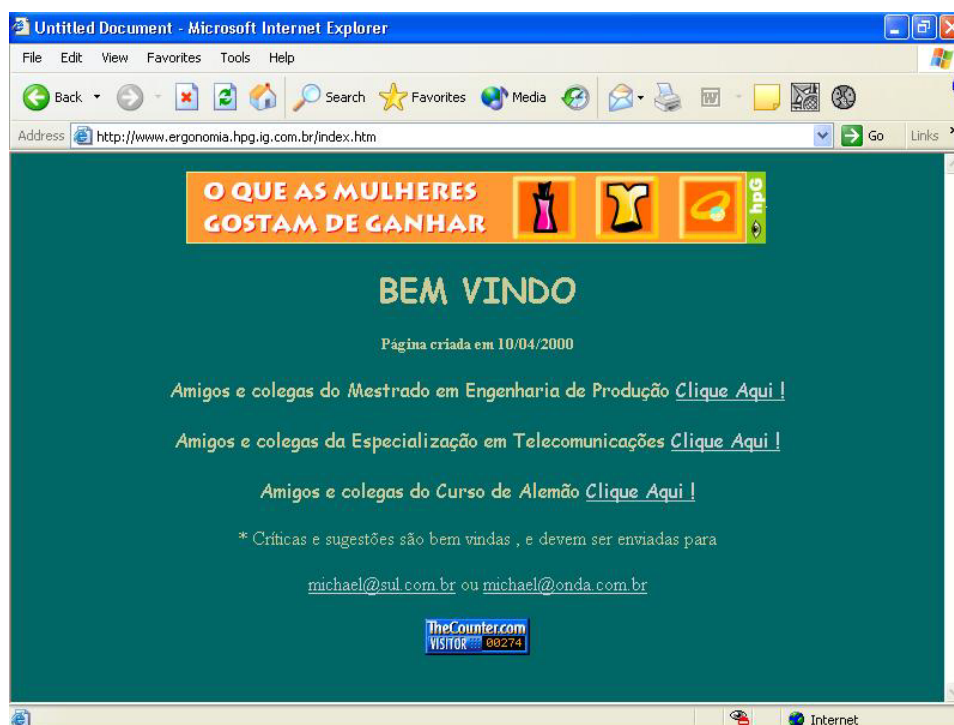 Untitled Document - Microsoft Internet Explorer
File Edit View Favorites Tools Help
Back Search Favorites Media
Address http://www.ergonomia.hpg.ig.com.br/index.htm Go Links
O QUE AS MULHERES
GOSTAM DE GANHAR
hpG
BEM VINDO
Página criada em 10/04/2000
Amigos e colegas do Mestrado em Engenharia de Produção Clique Aqui !
Amigos e colegas da Especialização em Telecomunicações Clique Aqui !
Amigos e colegas do Curso de Alemão Clique Aqui !
* Críticas e sugestões são bem vindas , e devem ser enviadas para
michael@sul.com.br ou michael@onda.com.br
TheCounter.com
VISITOR 00274
Internet